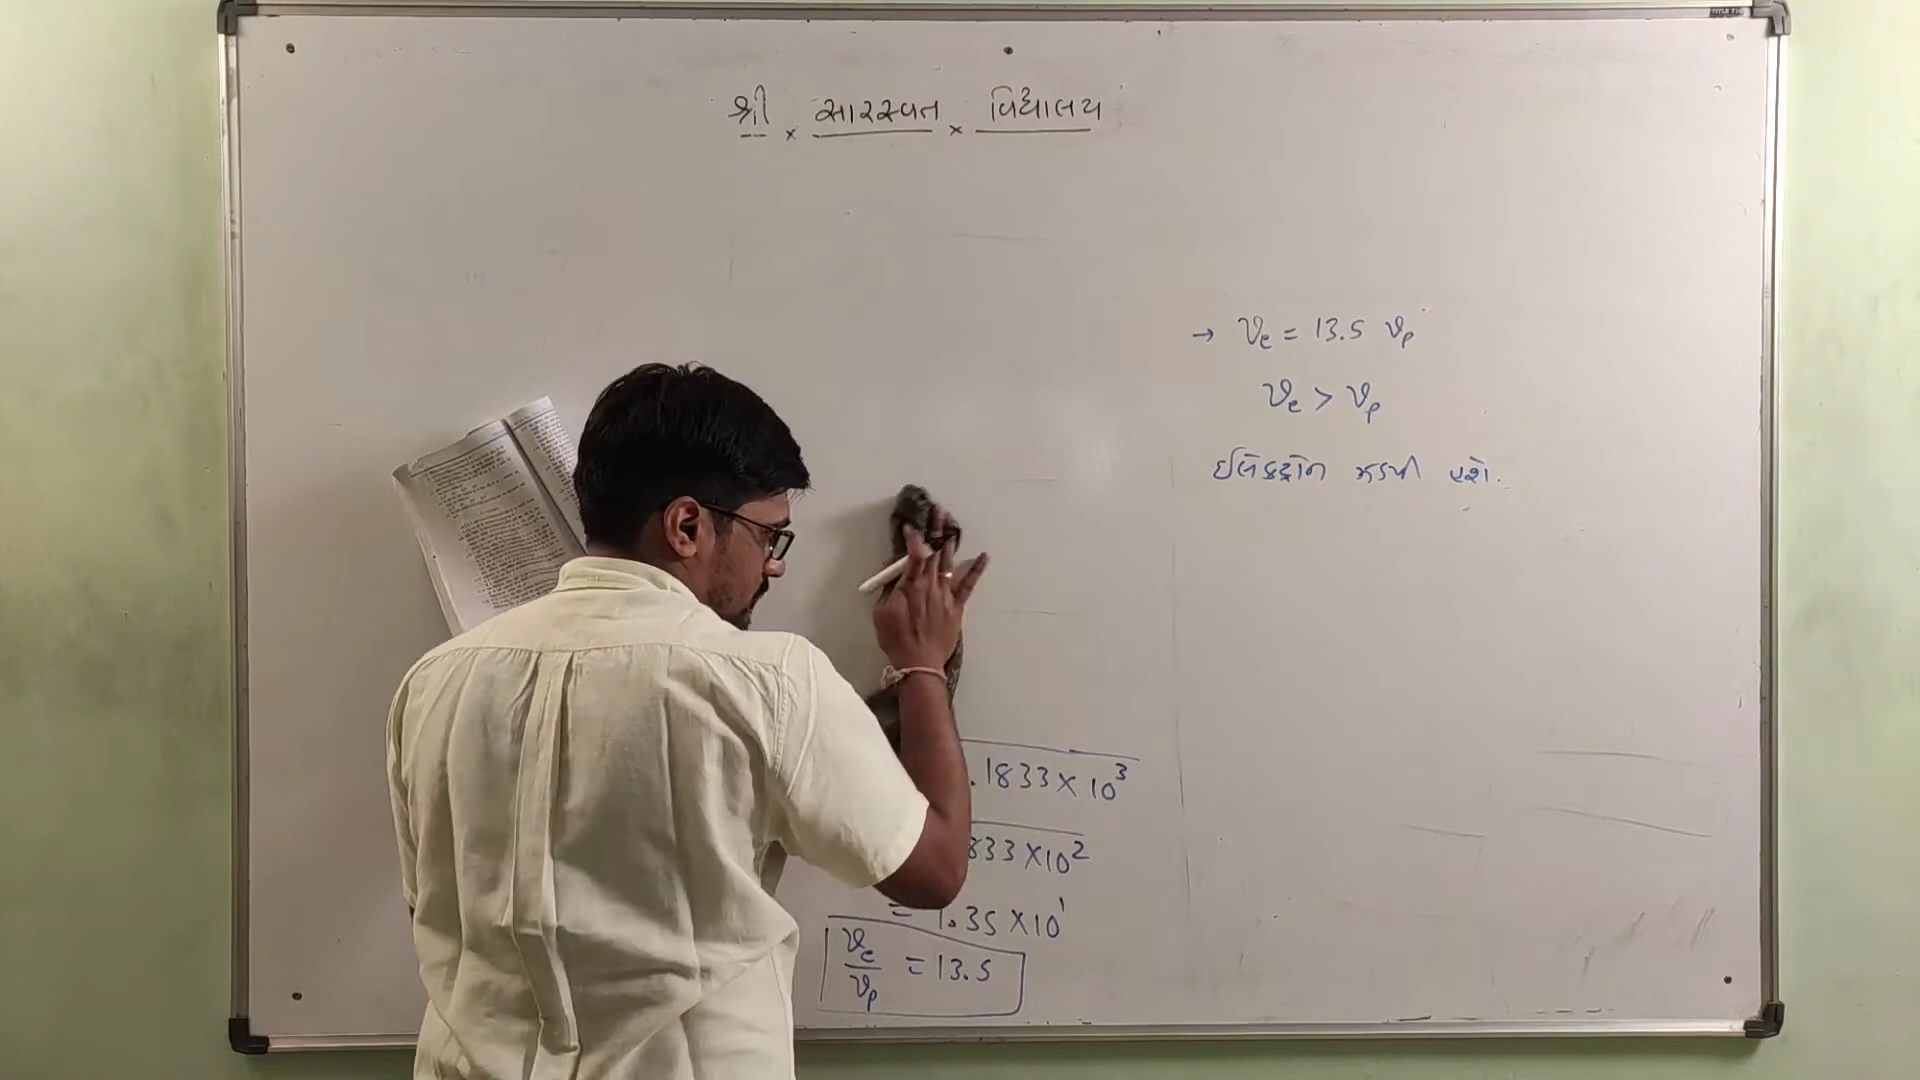 શ્રી × સારસ્વત × વિદ્યાલય
→ Ve = 13.5 Vp
Ve > Vp
ઈલેક્ટ્રોન ઝડપી હશે.
.1833 × 10³
833 × 10²
= 1.35 × 10¹
Ve/Vp = 13.5